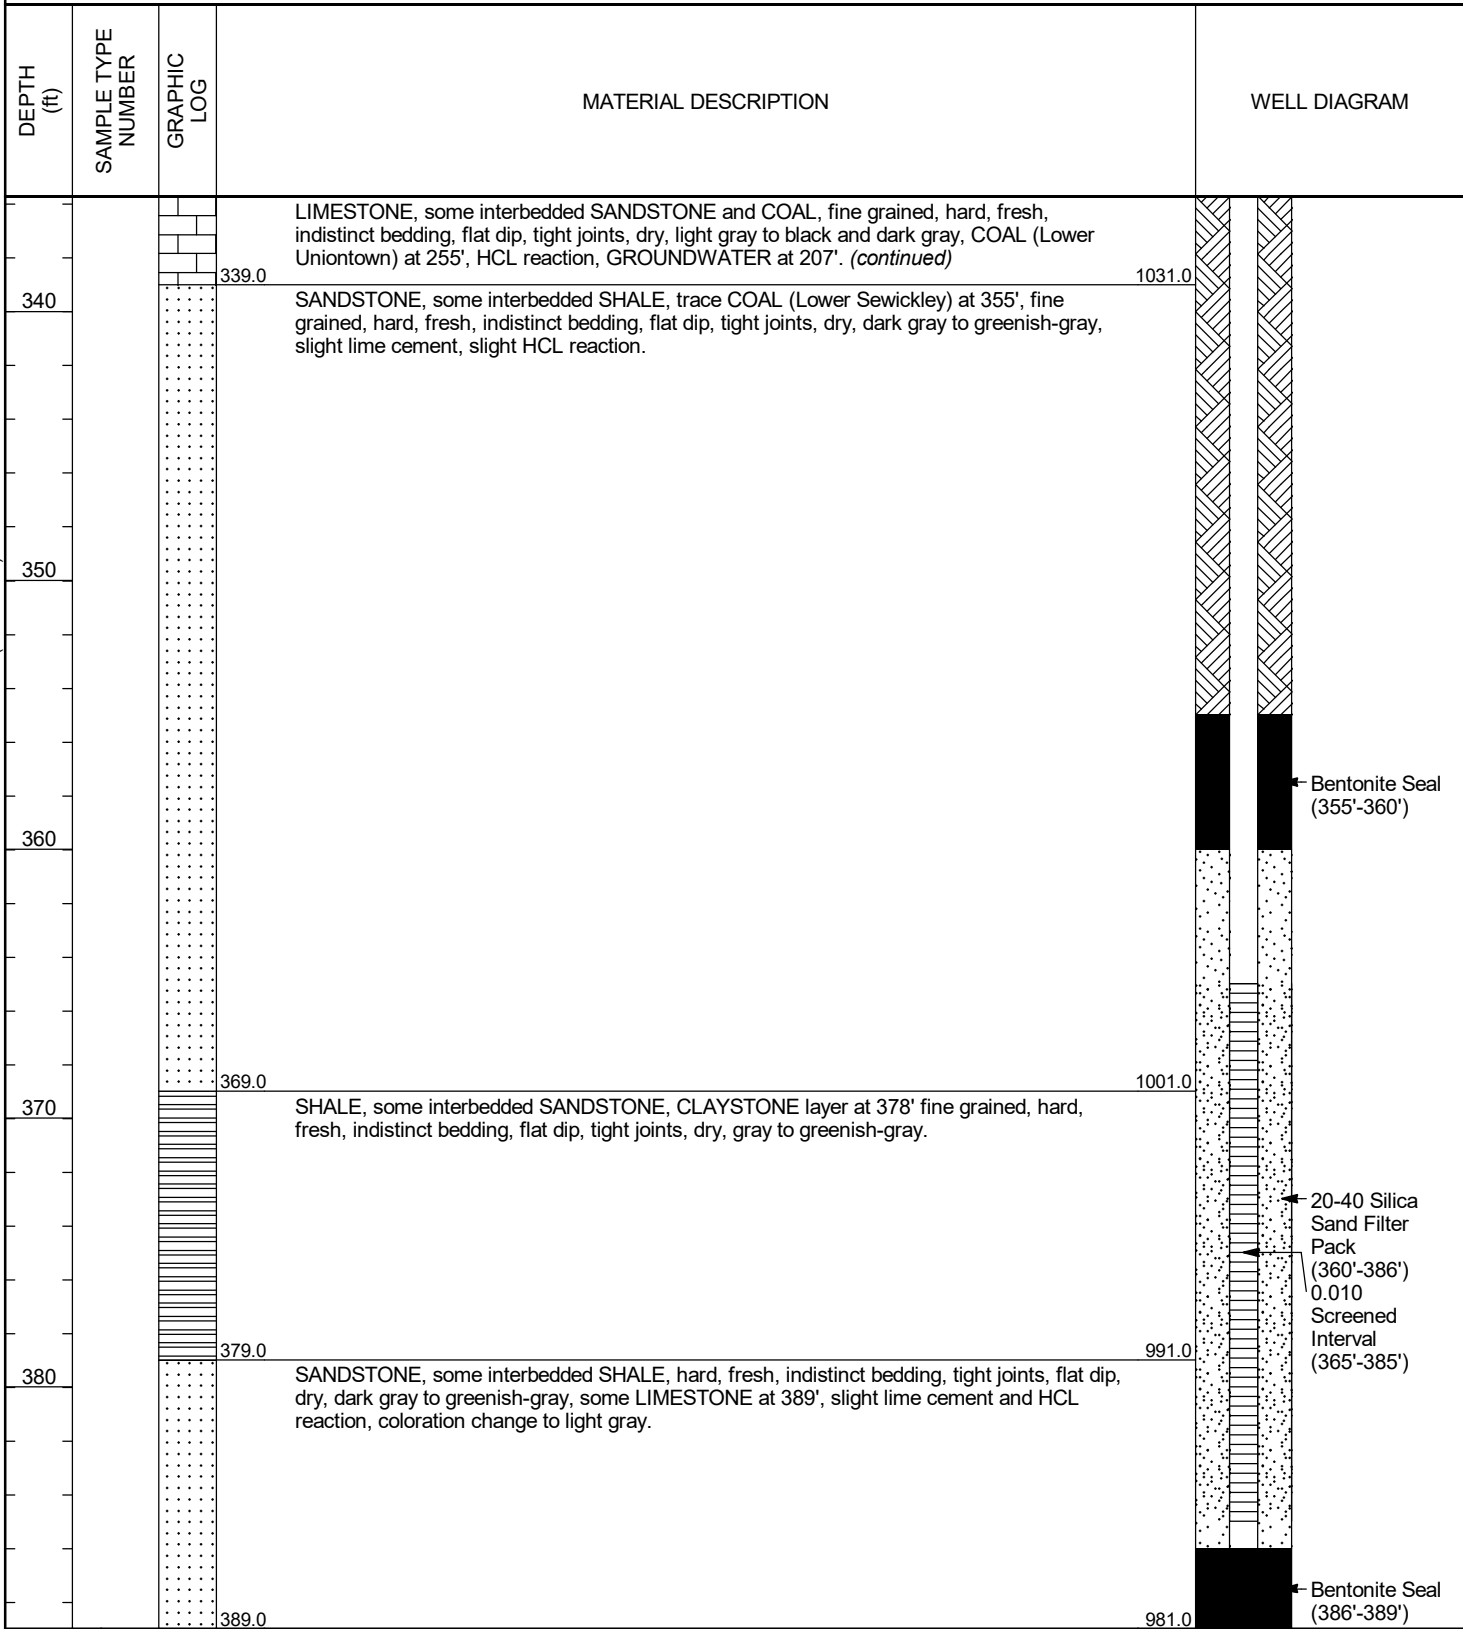 DEPTH
(ft)
SAMPLE TYPE
NUMBER
GRAPHIC
LOG
MATERIAL DESCRIPTION
WELL DIAGRAM
LIMESTONE, some interbedded SANDSTONE and COAL, fine grained, hard, fresh,
indistinct bedding, flat dip, tight joints, dry, light gray to black and dark gray, COAL (Lower
Uniontown) at 255', HCL reaction, GROUNDWATER at 207'. (continued)
339.0 1031.0
340
SANDSTONE, some interbedded SHALE, trace COAL (Lower Sewickley) at 355', fine
grained, hard, fresh, indistinct bedding, flat dip, tight joints, dry, dark gray to greenish-gray,
slight lime cement, slight HCL reaction.
350
Bentonite Seal
(355'-360')
360
369.0 1001.0
370
SHALE, some interbedded SANDSTONE, CLAYSTONE layer at 378' fine grained, hard,
fresh, indistinct bedding, flat dip, tight joints, dry, gray to greenish-gray.
20-40 Silica
Sand Filter
Pack
(360'-386')
0.010
Screened
Interval
(365'-385')
379.0 991.0
380
SANDSTONE, some interbedded SHALE, hard, fresh, indistinct bedding, tight joints, flat dip,
dry, dark gray to greenish-gray, some LIMESTONE at 389', slight lime cement and HCL
reaction, coloration change to light gray.
Bentonite Seal
(386'-389')
389.0 981.0